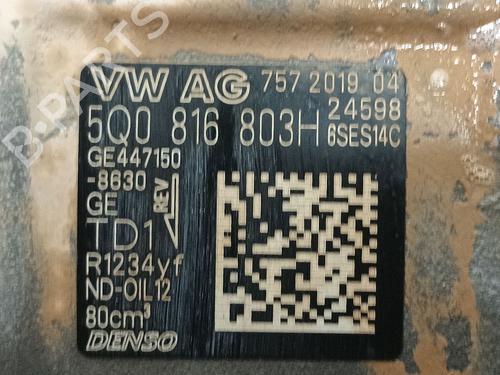 B-PARTS
VW AG 757 2019 04
5Q0 816 803H 24598
6SES14C
GE447150
-8630
GE
REV
TD1
R1234yf
ND-OIL12
80cm³
DENSO